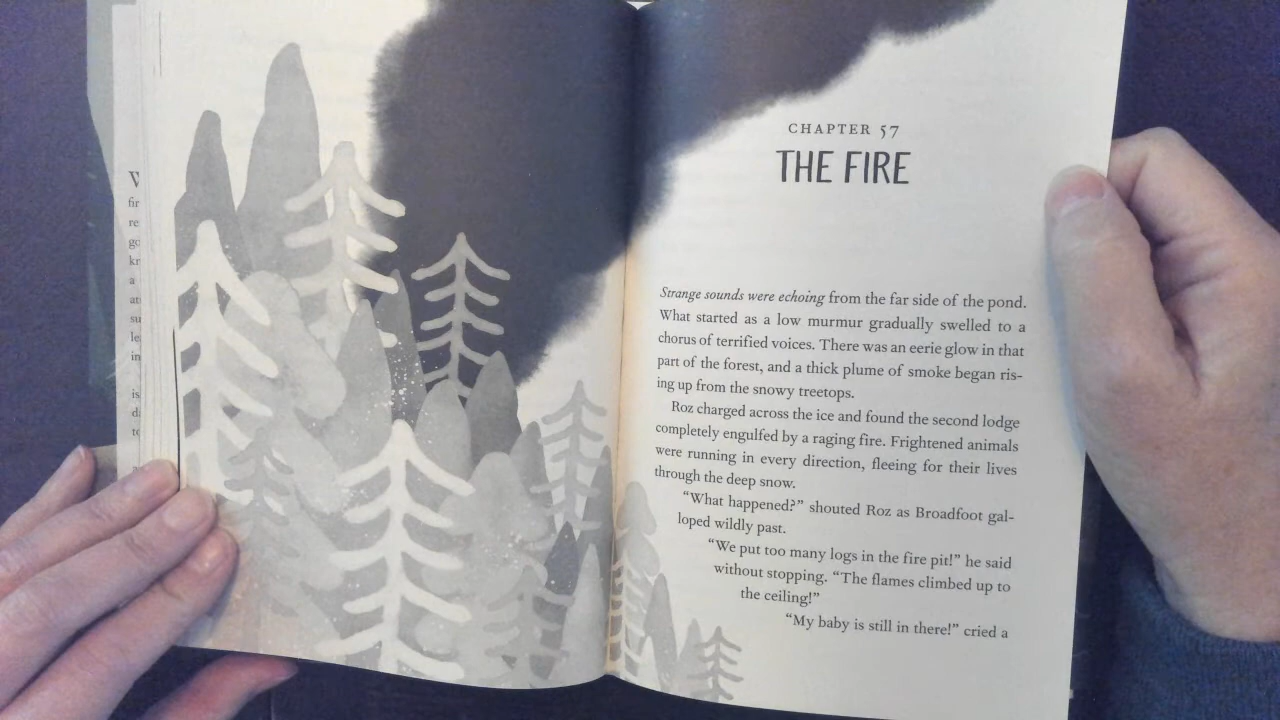 CHAPTER 57
THE FIRE
Strange sounds were echoing from the far side of the pond.
What started as a low murmur gradually swelled to a
chorus of terrified voices. There was an eerie glow in that
part of the forest, and a thick plume of smoke began ris-
ing up from the snowy treetops.
Roz charged across the ice and found the second lodge
completely engulfed by a raging fire. Frightened animals
were running in every direction, fleeing for their lives
through the deep snow.
“What happened?” shouted Roz as Broadfoot gal-
loped wildly past.
“We put too many logs in the fire pit!” he said
without stopping. “The flames climbed up to
the ceiling!”
“My baby is still in there!” cried a